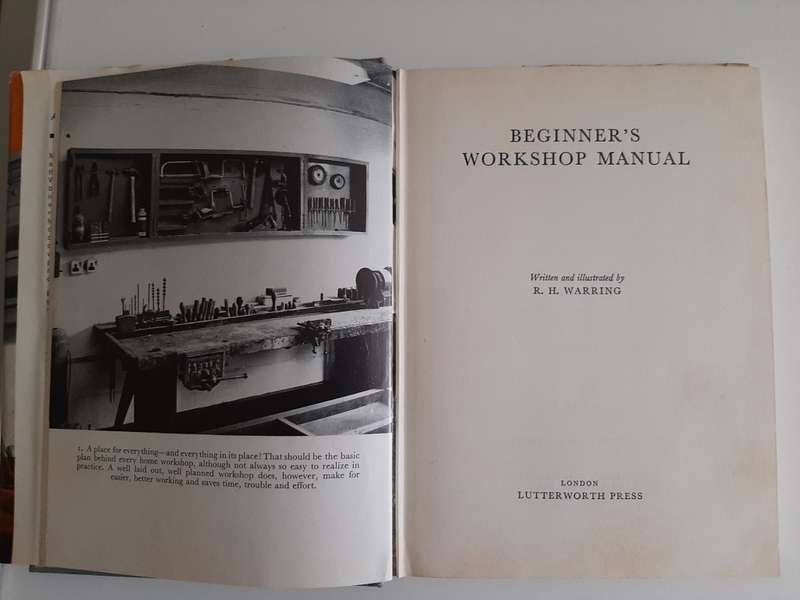 1. A place for everything—and everything in its place! That should be the basic
plan behind every home workshop, although not always so easy to realize in
practice. A well laid out, well planned workshop does, however, make for
easier, better working and saves time, trouble and effort.
BEGINNER'S
WORKSHOP MANUAL
Written and illustrated by
R. H. WARRING
LONDON
LUTTERWORTH PRESS